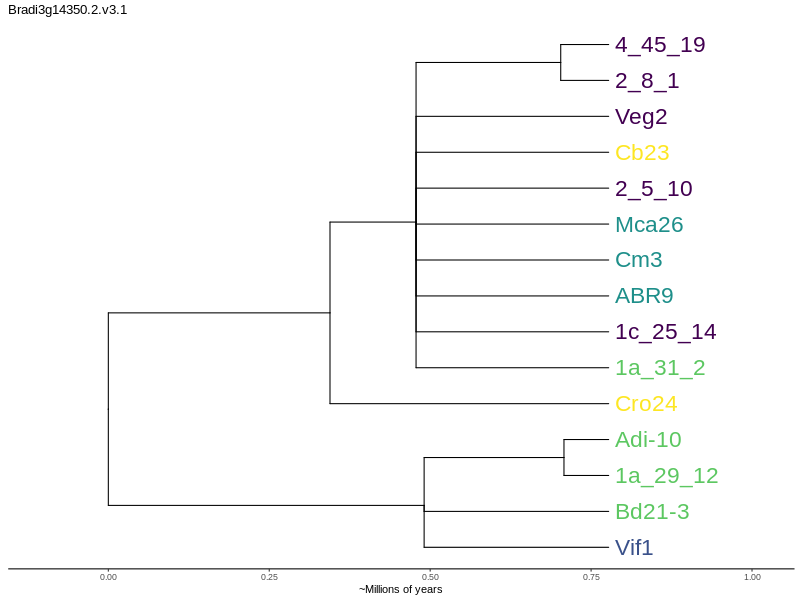 Bradi3g14350.2.v3.1
4_45_19
2_8_1
Veg2
Cb23
2_5_10
Mca26
Cm3
ABR9
1c_25_14
1a_31_2
Cro24
Adi-10
1a_29_12
Bd21-3
Vif1
0.00 0.25 0.50 0.75 1.00
~Millions of years